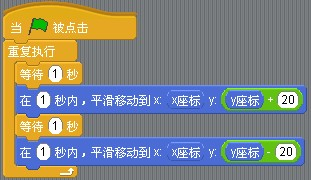 当 被点击
重复执行
等待 1 秒
在 1 秒内，平滑移动到 x: x座标 y: y座标 + 20
等待 1 秒
在 1 秒内，平滑移动到 x: x座标 y: y座标 - 20